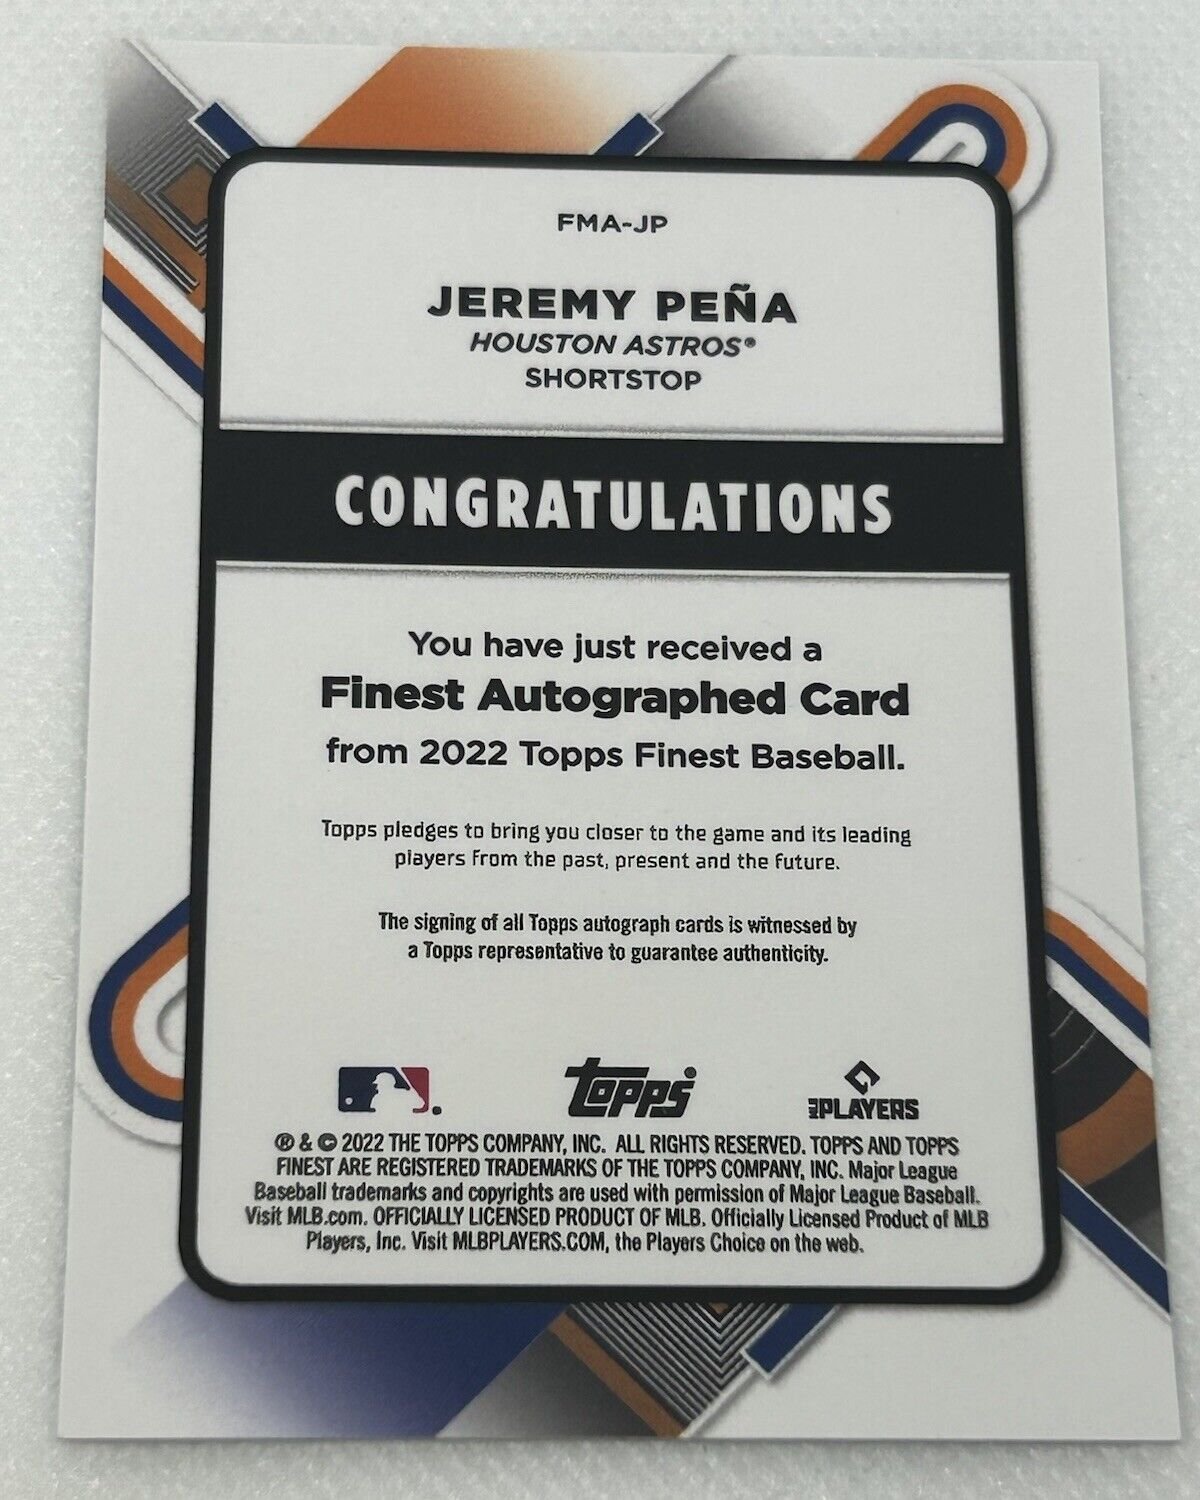 FMA-JP
JEREMY PEÑA
HOUSTON ASTROS®
SHORTSTOP
CONGRATULATIONS
You have just received a
Finest Autographed Card
from 2022 Topps Finest Baseball.
Topps pledges to bring you closer to the game and its leading
players from the past, present and the future.
The signing of all Topps autograph cards is witnessed by
a Topps representative to guarantee authenticity.
topps
MLB PLAYERS
® & © 2022 THE TOPPS COMPANY, INC. ALL RIGHTS RESERVED. TOPPS AND TOPPS
FINEST ARE REGISTERED TRADEMARKS OF THE TOPPS COMPANY, INC. Major League
Baseball trademarks and copyrights are used with permission of Major League Baseball.
Visit MLB.com. OFFICIALLY LICENSED PRODUCT OF MLB. Officially Licensed Product of MLB
Players, Inc. Visit MLBPLAYERS.COM, the Players Choice on the web.